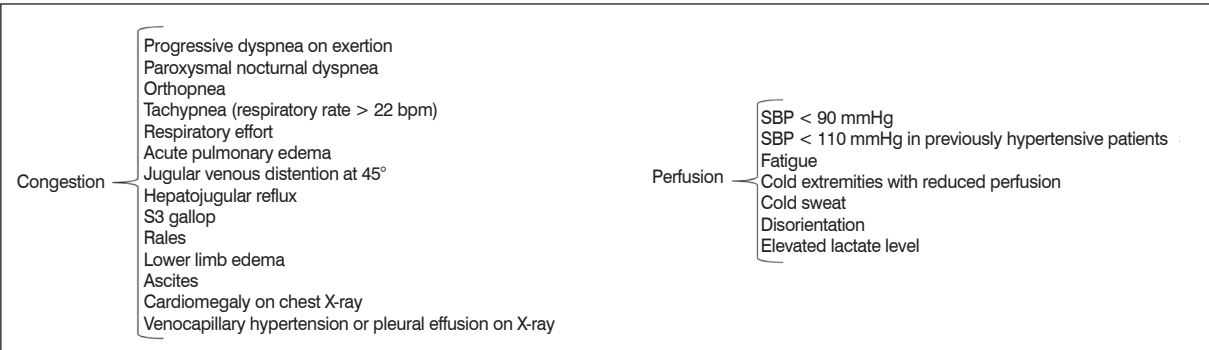 Congestion
Progressive dyspnea on exertion
Paroxysmal nocturnal dyspnea
Orthopnea
Tachypnea (respiratory rate > 22 bpm)
Respiratory effort
Acute pulmonary edema
Jugular venous distention at 45°
Hepatojugular reflux
S3 gallop
Rales
Lower limb edema
Ascites
Cardiomegaly on chest X-ray
Venocapillary hypertension or pleural effusion on X-ray
Perfusion
SBP < 90 mmHg
SBP < 110 mmHg in previously hypertensive patients
Fatigue
Cold extremities with reduced perfusion
Cold sweat
Disorientation
Elevated lactate level